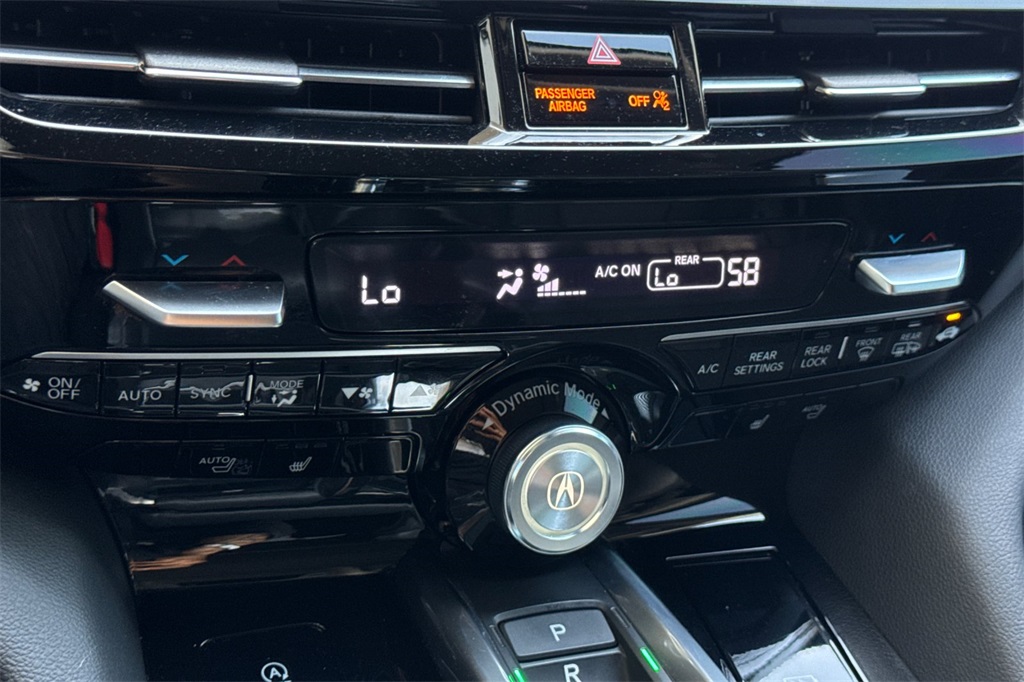 PASSENGER
AIRBAG
OFF 2
Lo
A/C ON
REAR
Lo
58
ON/
OFF
AUTO
SYNC
MODE
A/C
REAR
SETTINGS
REAR
LOCK
FRONT
REAR
Dynamic Mode
AUTO
P
R